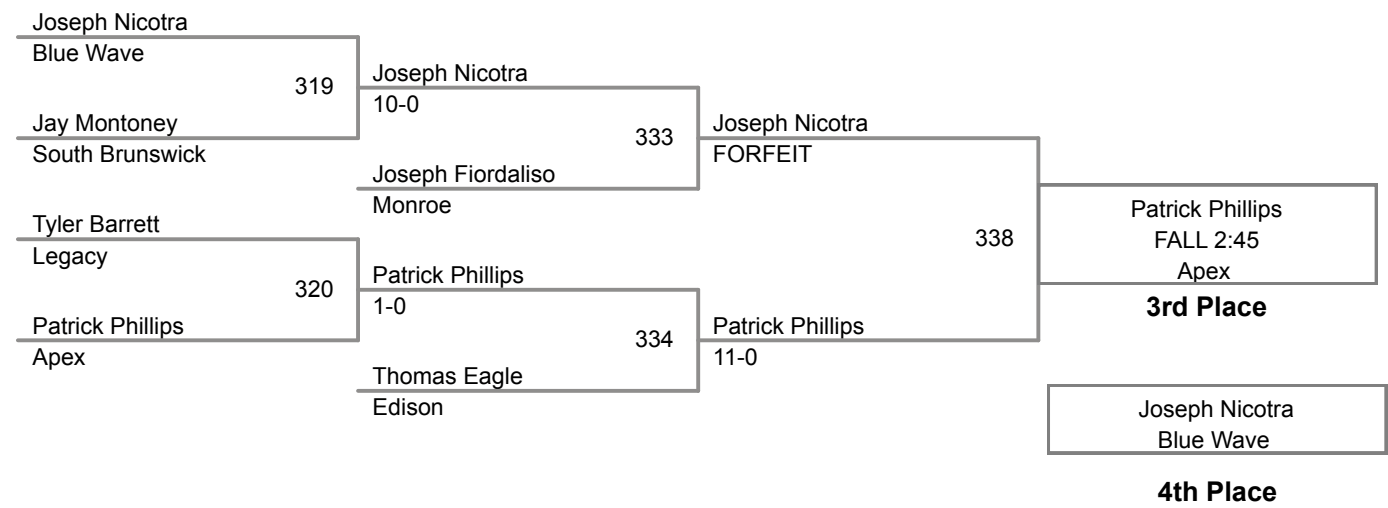 Joseph Nicotra
Blue Wave
319
Jay Montoney
South Brunswick
Tyler Barrett
Legacy
320
Patrick Phillips
Apex
Joseph Nicotra
10-0
333
Joseph Fiordaliso
Monroe
Patrick Phillips
1-0
334
Thomas Eagle
Edison
Joseph Nicotra
FORFEIT
338
Patrick Phillips
11-0
Patrick Phillips
FALL 2:45
Apex
3rd Place
Joseph Nicotra
Blue Wave
4th Place